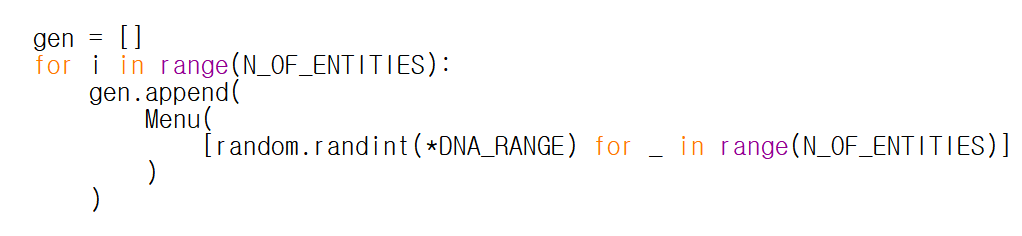 gen = []
for i in range(N_OF_ENTITIES):
    gen.append(
        Menu(
            [random.randint(*DNA_RANGE) for _ in range(N_OF_ENTITIES)]
        )
    )